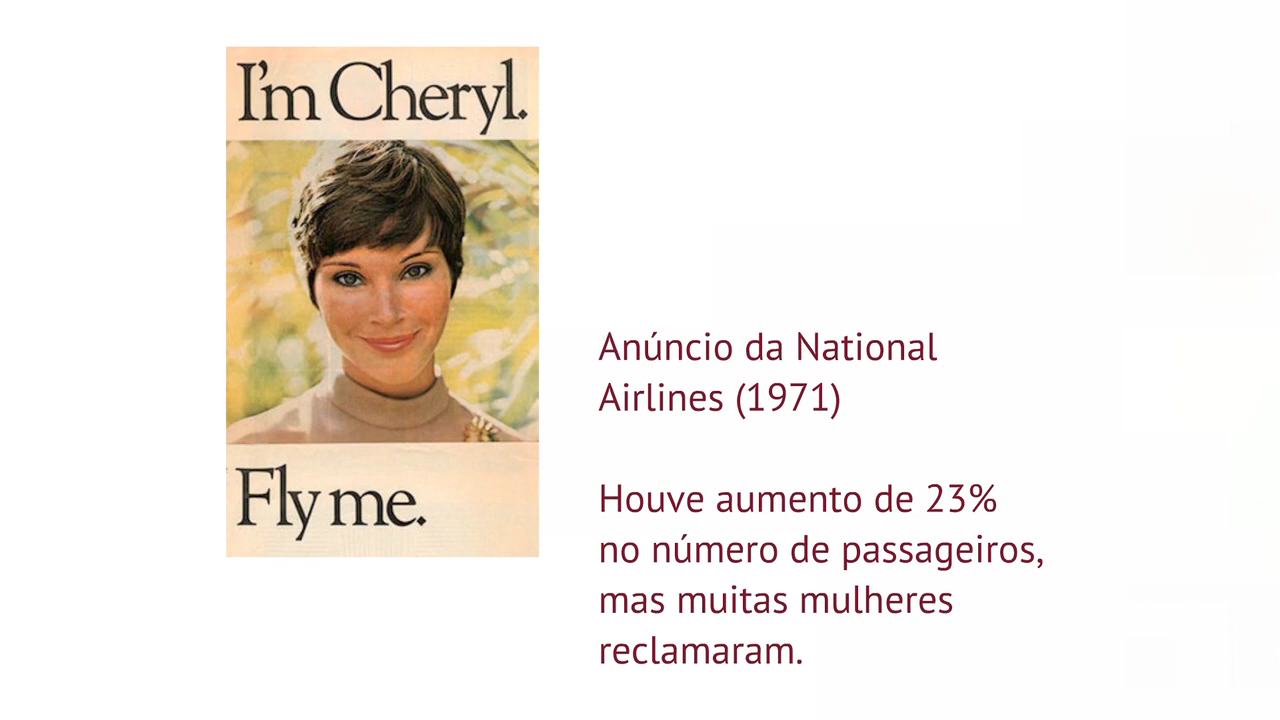 I'm Cheryl.
Fly me.
Anúncio da National
Airlines (1971)
Houve aumento de 23%
no número de passageiros,
mas muitas mulheres
reclamaram.